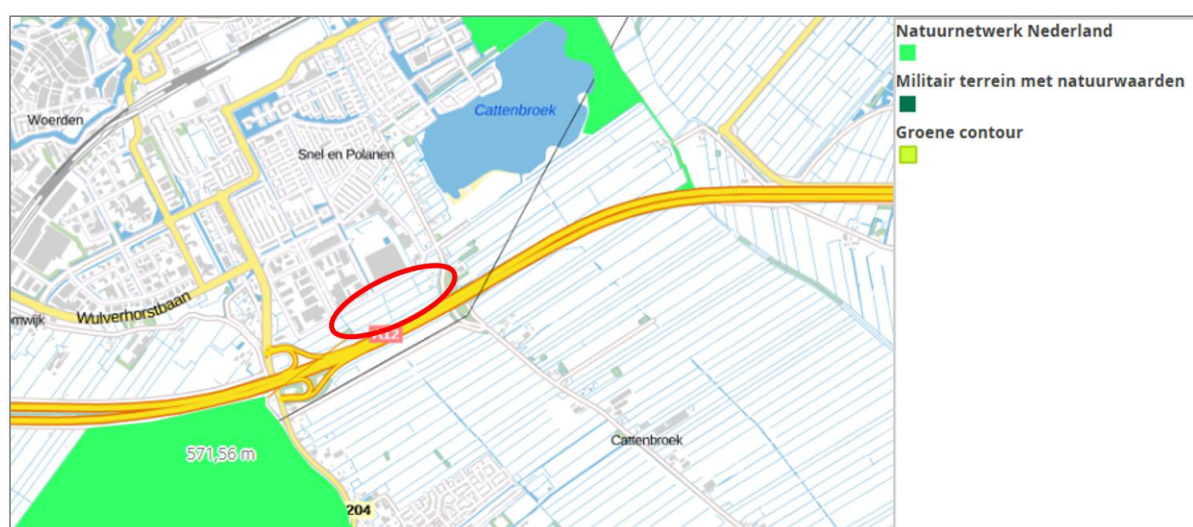 Woerden
Cattenbroek
Snel en Polanen
Wulverhorstbaan
omwijk
A12
Cattenbroek
571,56 m
204
Natuurnetwerk Nederland
Militair terrein met natuurwaarden
Groene contour